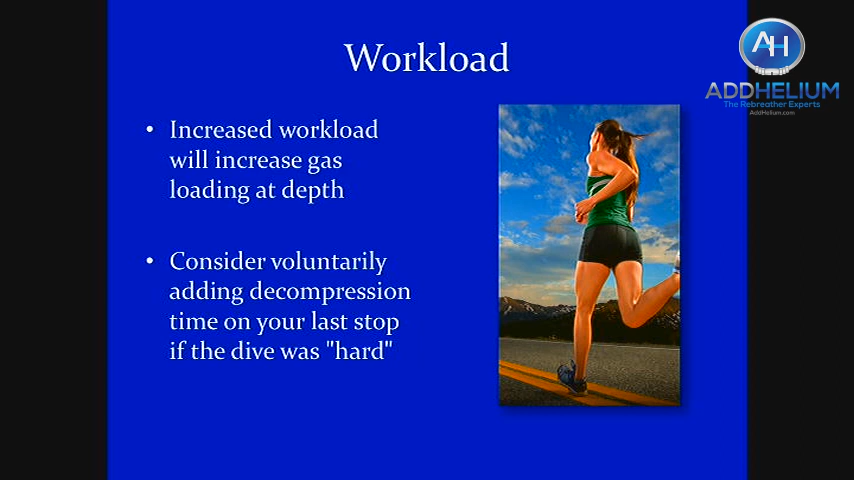 Workload
• Increased workload
will increase gas
loading at depth
• Consider voluntarily
adding decompression
time on your last stop
if the dive was "hard"
AH
ADDHELIUM
The Rebreather Experts
AddHelium.com